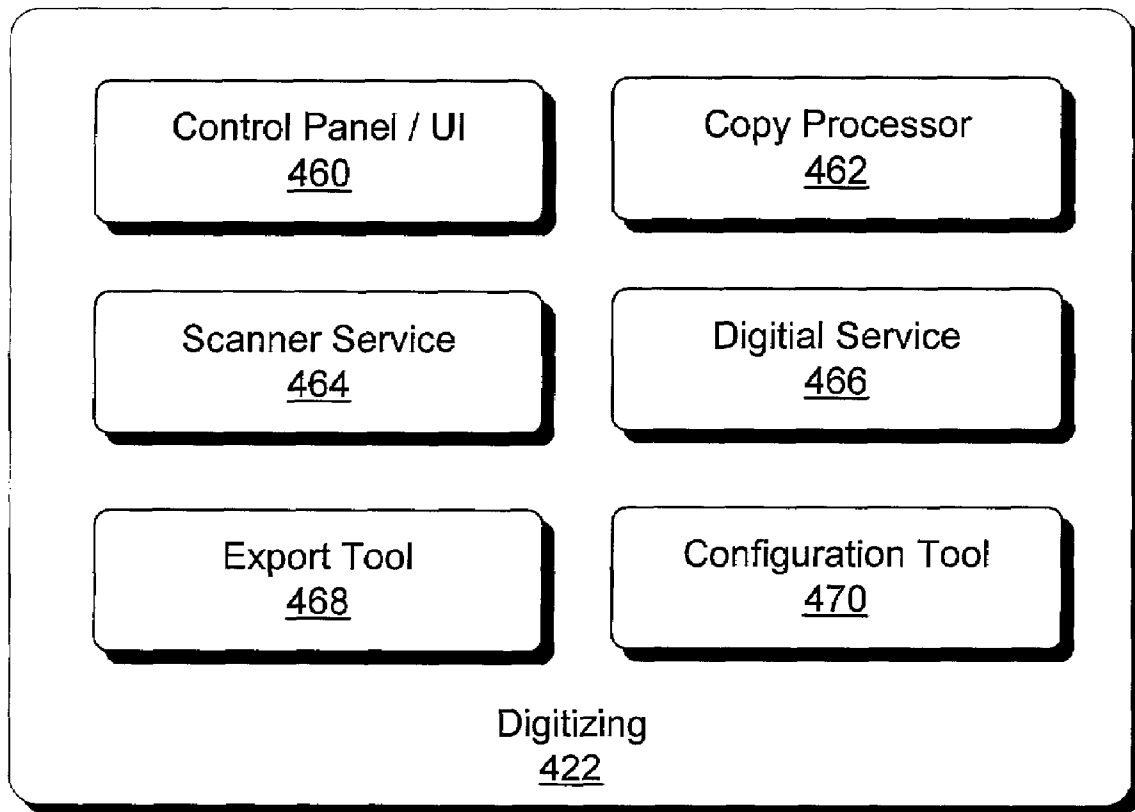 Control Panel / UI
460
Copy Processor
462
Scanner Service
464
Digitial Service
466
Export Tool
468
Configuration Tool
470
Digitizing
422